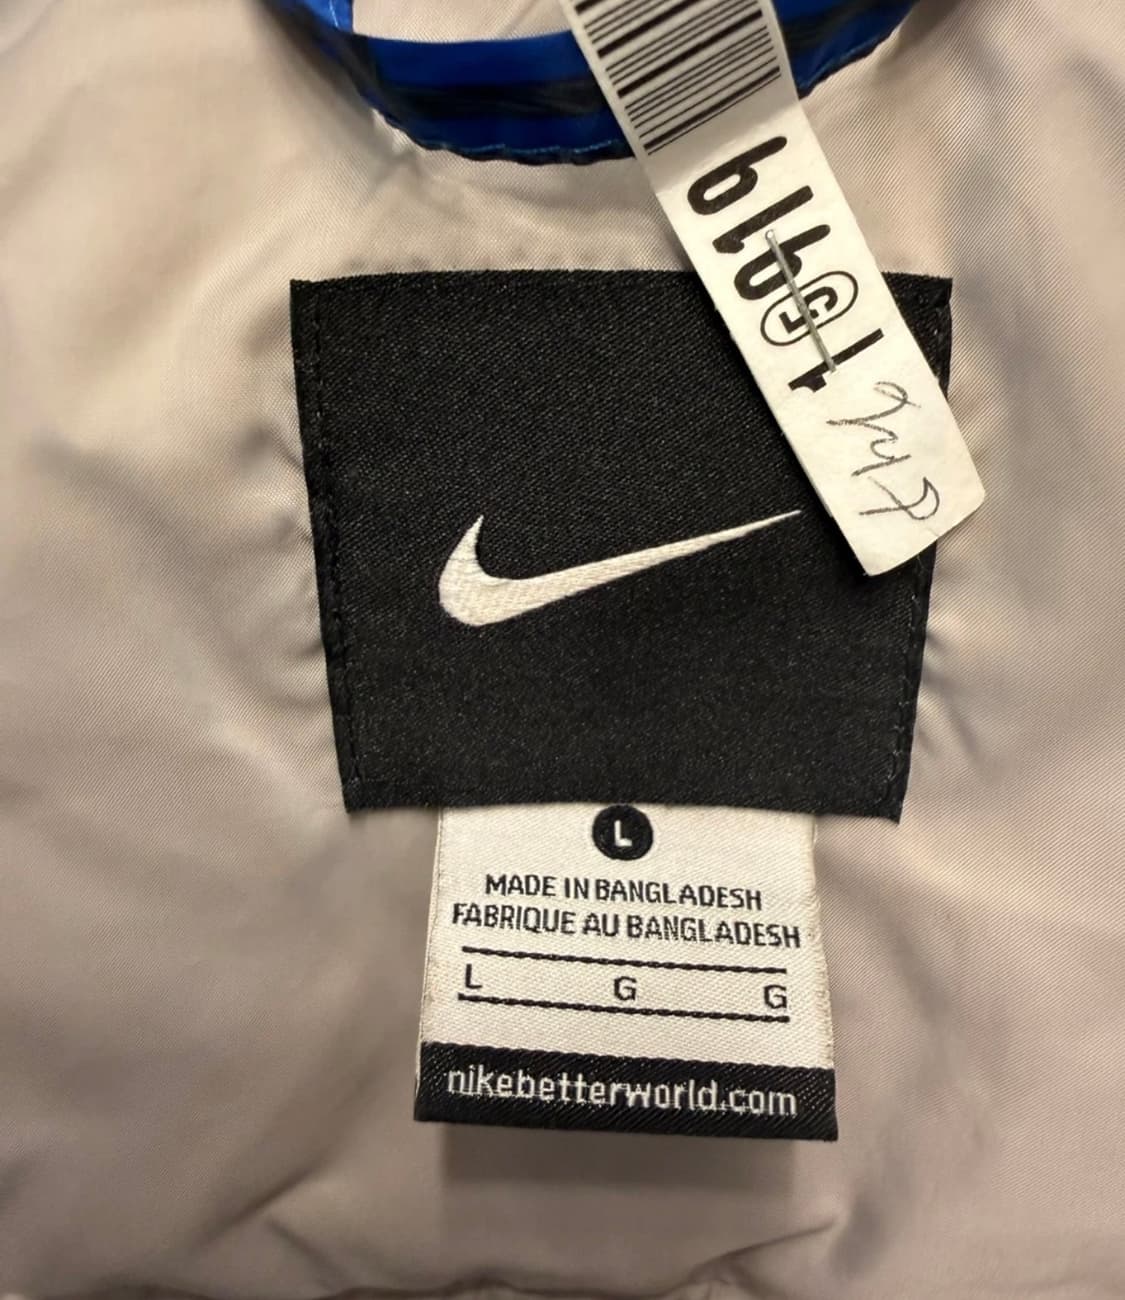 L
MADE IN BANGLADESH
FABRIQUE AU BANGLADESH
L G G
nikebetterworld.com